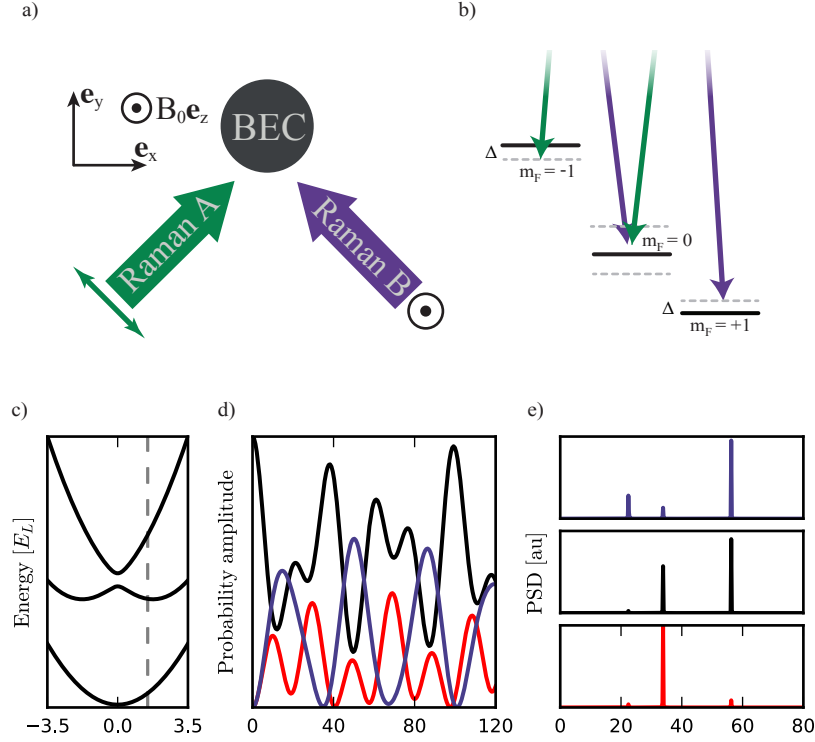 a)
b)
e_y
B₀e_z
BEC
e_x
Raman A
Raman B
Δ
m_F = -1
m_F = 0
Δ
m_F = +1
c)
d)
e)
Energy [E_L]
−3.5
0.0
3.5
Probability amplitude
0
40
80
120
PSD [au]
0
20
40
60
80